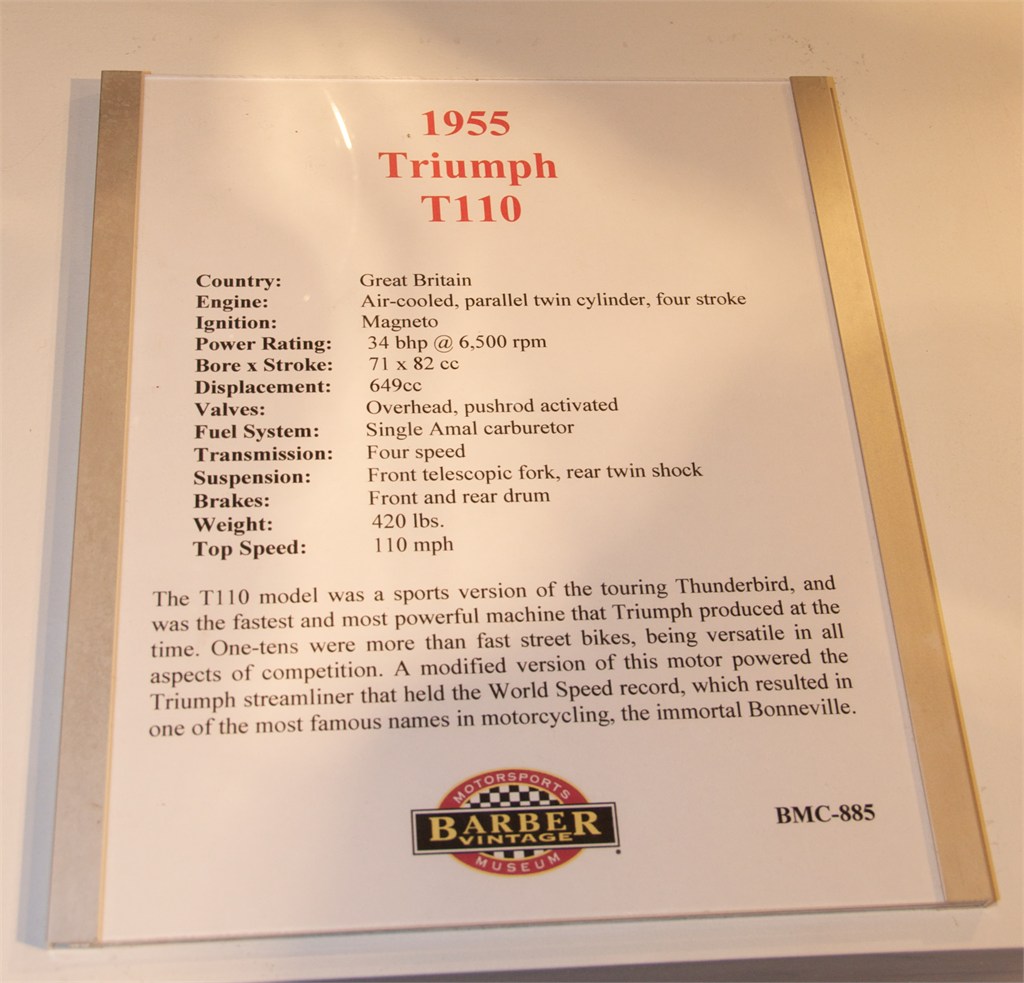 1955
Triumph
T110
Country: Great Britain
Engine: Air-cooled, parallel twin cylinder, four stroke
Ignition: Magneto
Power Rating: 34 bhp @ 6,500 rpm
Bore x Stroke: 71 x 82 cc
Displacement: 649cc
Valves: Overhead, pushrod activated
Fuel System: Single Amal carburetor
Transmission: Four speed
Suspension: Front telescopic fork, rear twin shock
Brakes: Front and rear drum
Weight: 420 lbs.
Top Speed: 110 mph
The T110 model was a sports version of the touring Thunderbird, and
was the fastest and most powerful machine that Triumph produced at the
time. One-tens were more than fast street bikes, being versatile in all
aspects of competition. A modified version of this motor powered the
Triumph streamliner that held the World Speed record, which resulted in
one of the most famous names in motorcycling, the immortal Bonneville.
MOTORSPORTS
BARBER
VINTAGE
MUSEUM
BMC-885